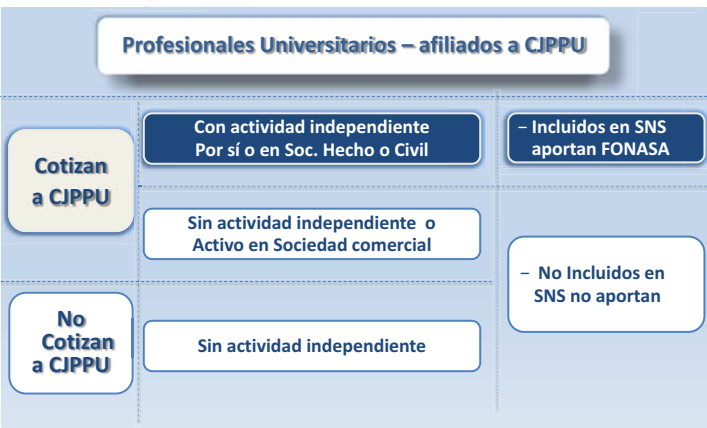 Profesionales Universitarios – afiliados a CJPPU
Cotizan
a CJPPU
Con actividad independiente
Por sí o en Soc. Hecho o Civil
– Incluidos en SNS
aportan FONASA
Sin actividad independiente o
Activo en Sociedad comercial
– No Incluidos en
SNS no aportan
No
Cotizan
a CJPPU
Sin actividad independiente